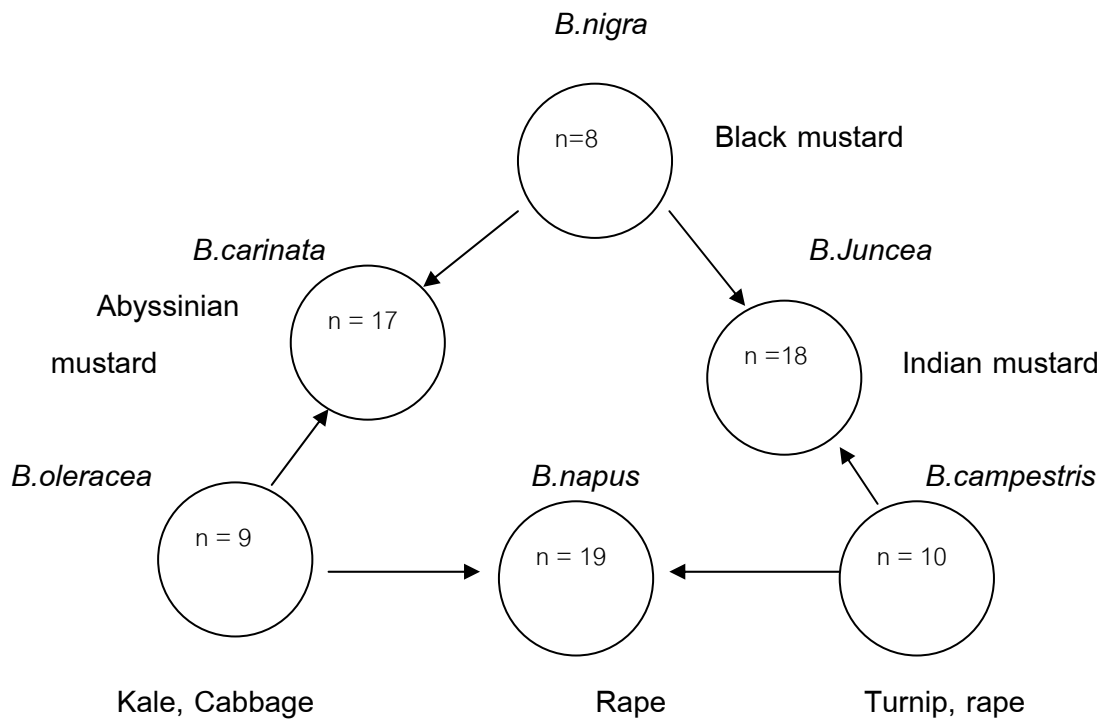 B.nigra
n=8
Black mustard
B.carinata
B.Juncea
Abyssinian
mustard
n = 17
n =18
Indian mustard
B.oleracea
B.napus
B.campestris
n = 9
n = 19
n = 10
Kale, Cabbage
Rape
Turnip, rape